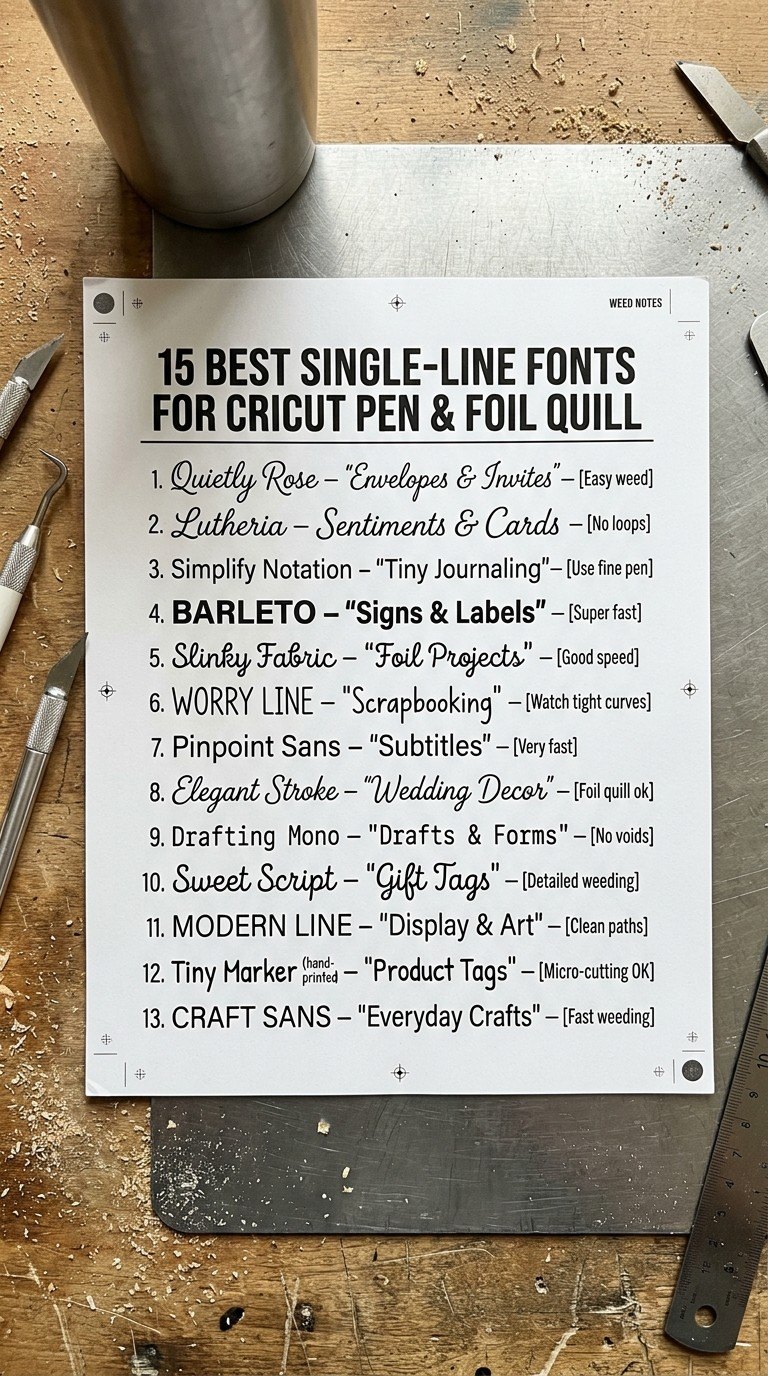 WEED NOTES
15 BEST SINGLE-LINE FONTS
FOR CRICUT PEN & FOIL QUILL
1. Quietly Rose – "Envelopes & Invites" – [Easy weed]
2. Lutheria – Sentiments & Cards – [No loops]
3. Simplify Notation – "Tiny Journaling" – [Use fine pen]
4. BARLETO – "Signs & Labels" – [Super fast]
5. Slinky Fabric – "Foil Projects" – [Good speed]
6. WORRY LINE – "Scrapbooking" – [Watch tight curves]
7. Pinpoint Sans – "Subtitles" – [Very fast]
8. Elegant Stroke – "Wedding Decor" – [Foil quill ok]
9. Drafting Mono – "Drafts & Forms" – [No voids]
10. Sweet Script – "Gift Tags" – [Detailed weeding]
11. MODERN LINE – "Display & Art" – [Clean paths]
12. Tiny Marker (hand-printed – "Product Tags" – [Micro-cutting OK]
13. CRAFT SANS – "Everyday Crafts" – [Fast weeding]